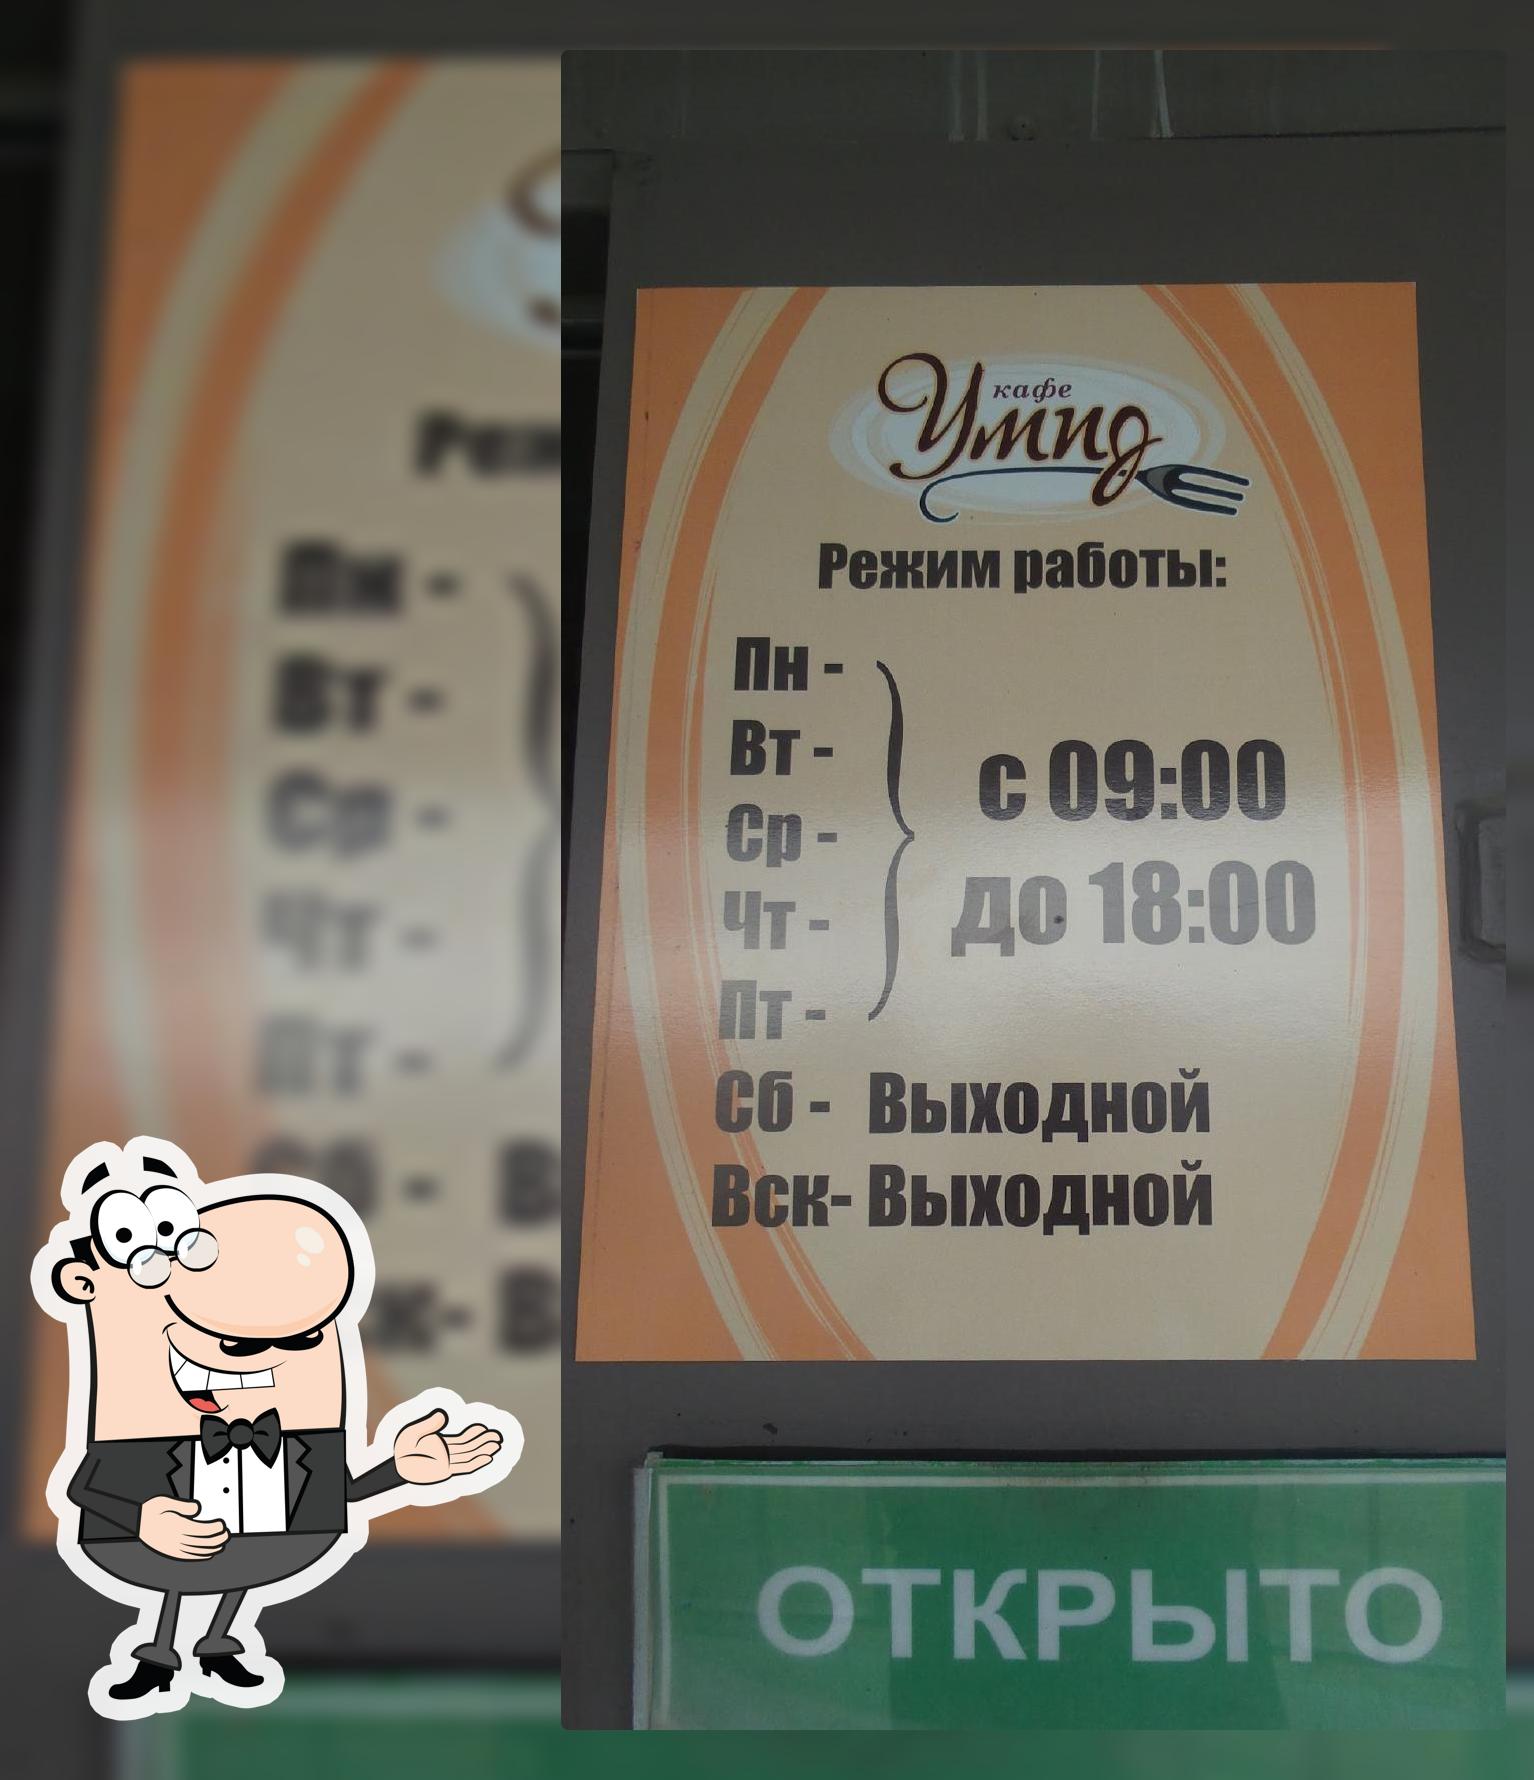 кафе
Умид
Режим работы:
Пн -
Вт -
Ср -
Чт -
Пт -
с 09:00
до 18:00
Сб - Выходной
Вск- Выходной
ОТКРЫТО